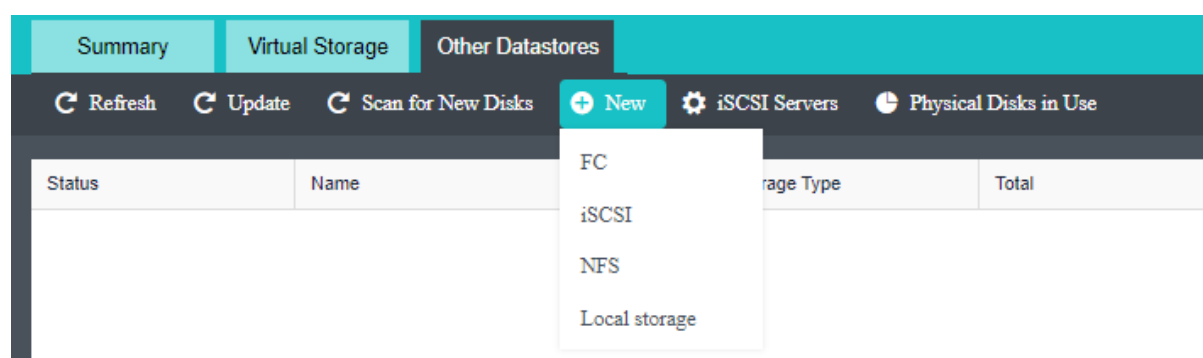 Summary Virtual Storage Other Datastores
Refresh Update Scan for New Disks New iSCSI Servers Physical Disks in Use
Status Name rage Type Total
FC
iSCSI
NFS
Local storage